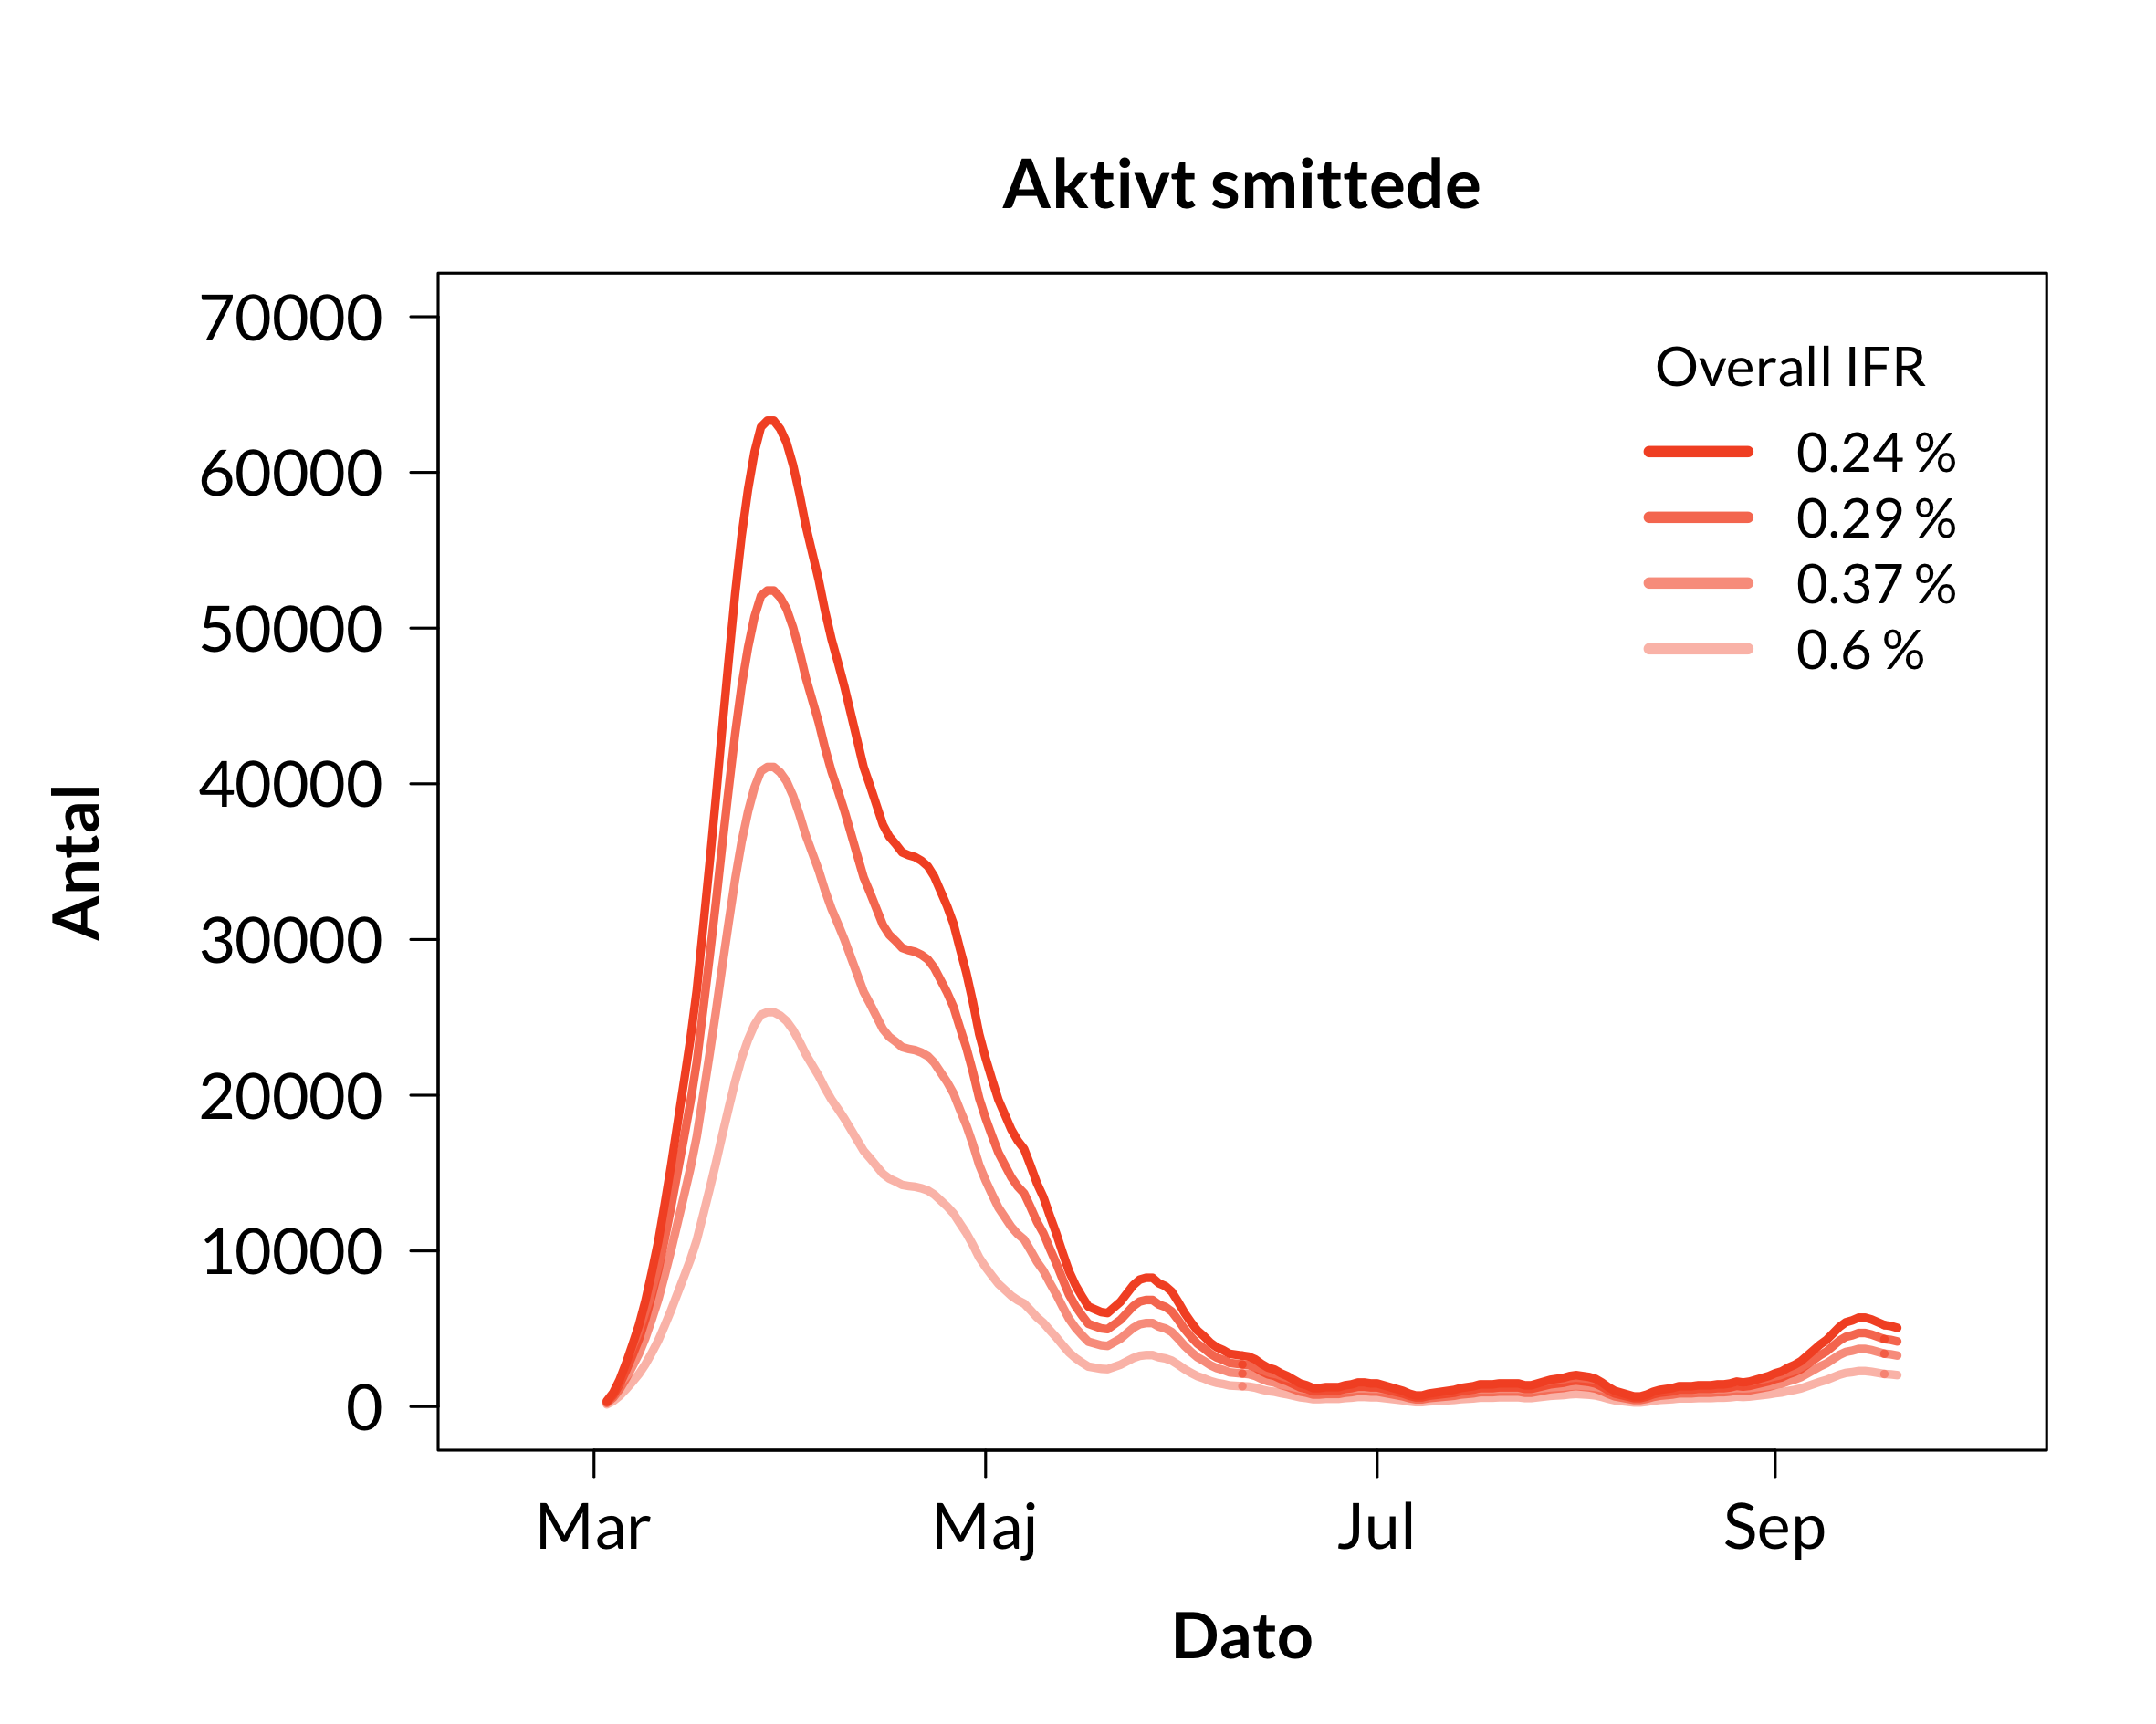 Aktivt smittede
70000
60000
50000
40000
30000
20000
10000
0
Antal
Overall IFR
0.24 %
0.29 %
0.37 %
0.6 %
Mar Maj Jul Sep
Dato